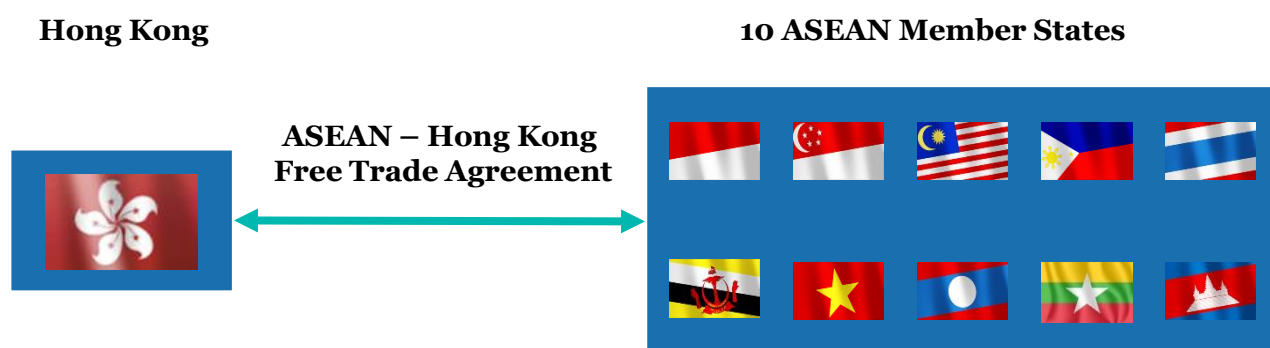 Hong Kong
10 ASEAN Member States
ASEAN – Hong Kong
Free Trade Agreement